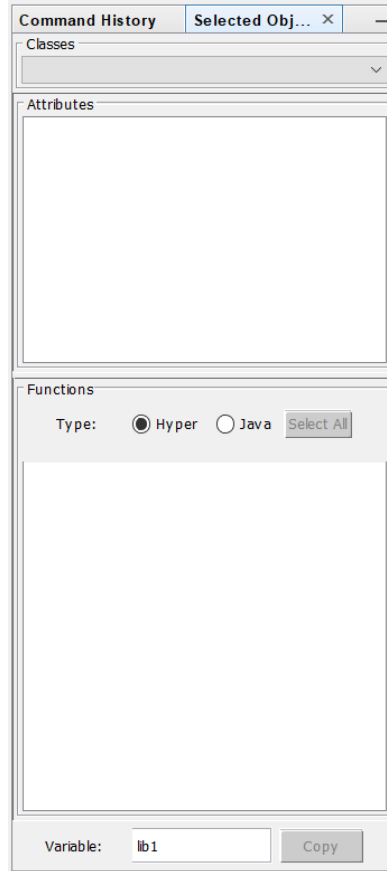 Command History Selected Obj... ×
Classes
Attributes
Functions
Type: Hyper Java Select All
Variable: lib1 Copy